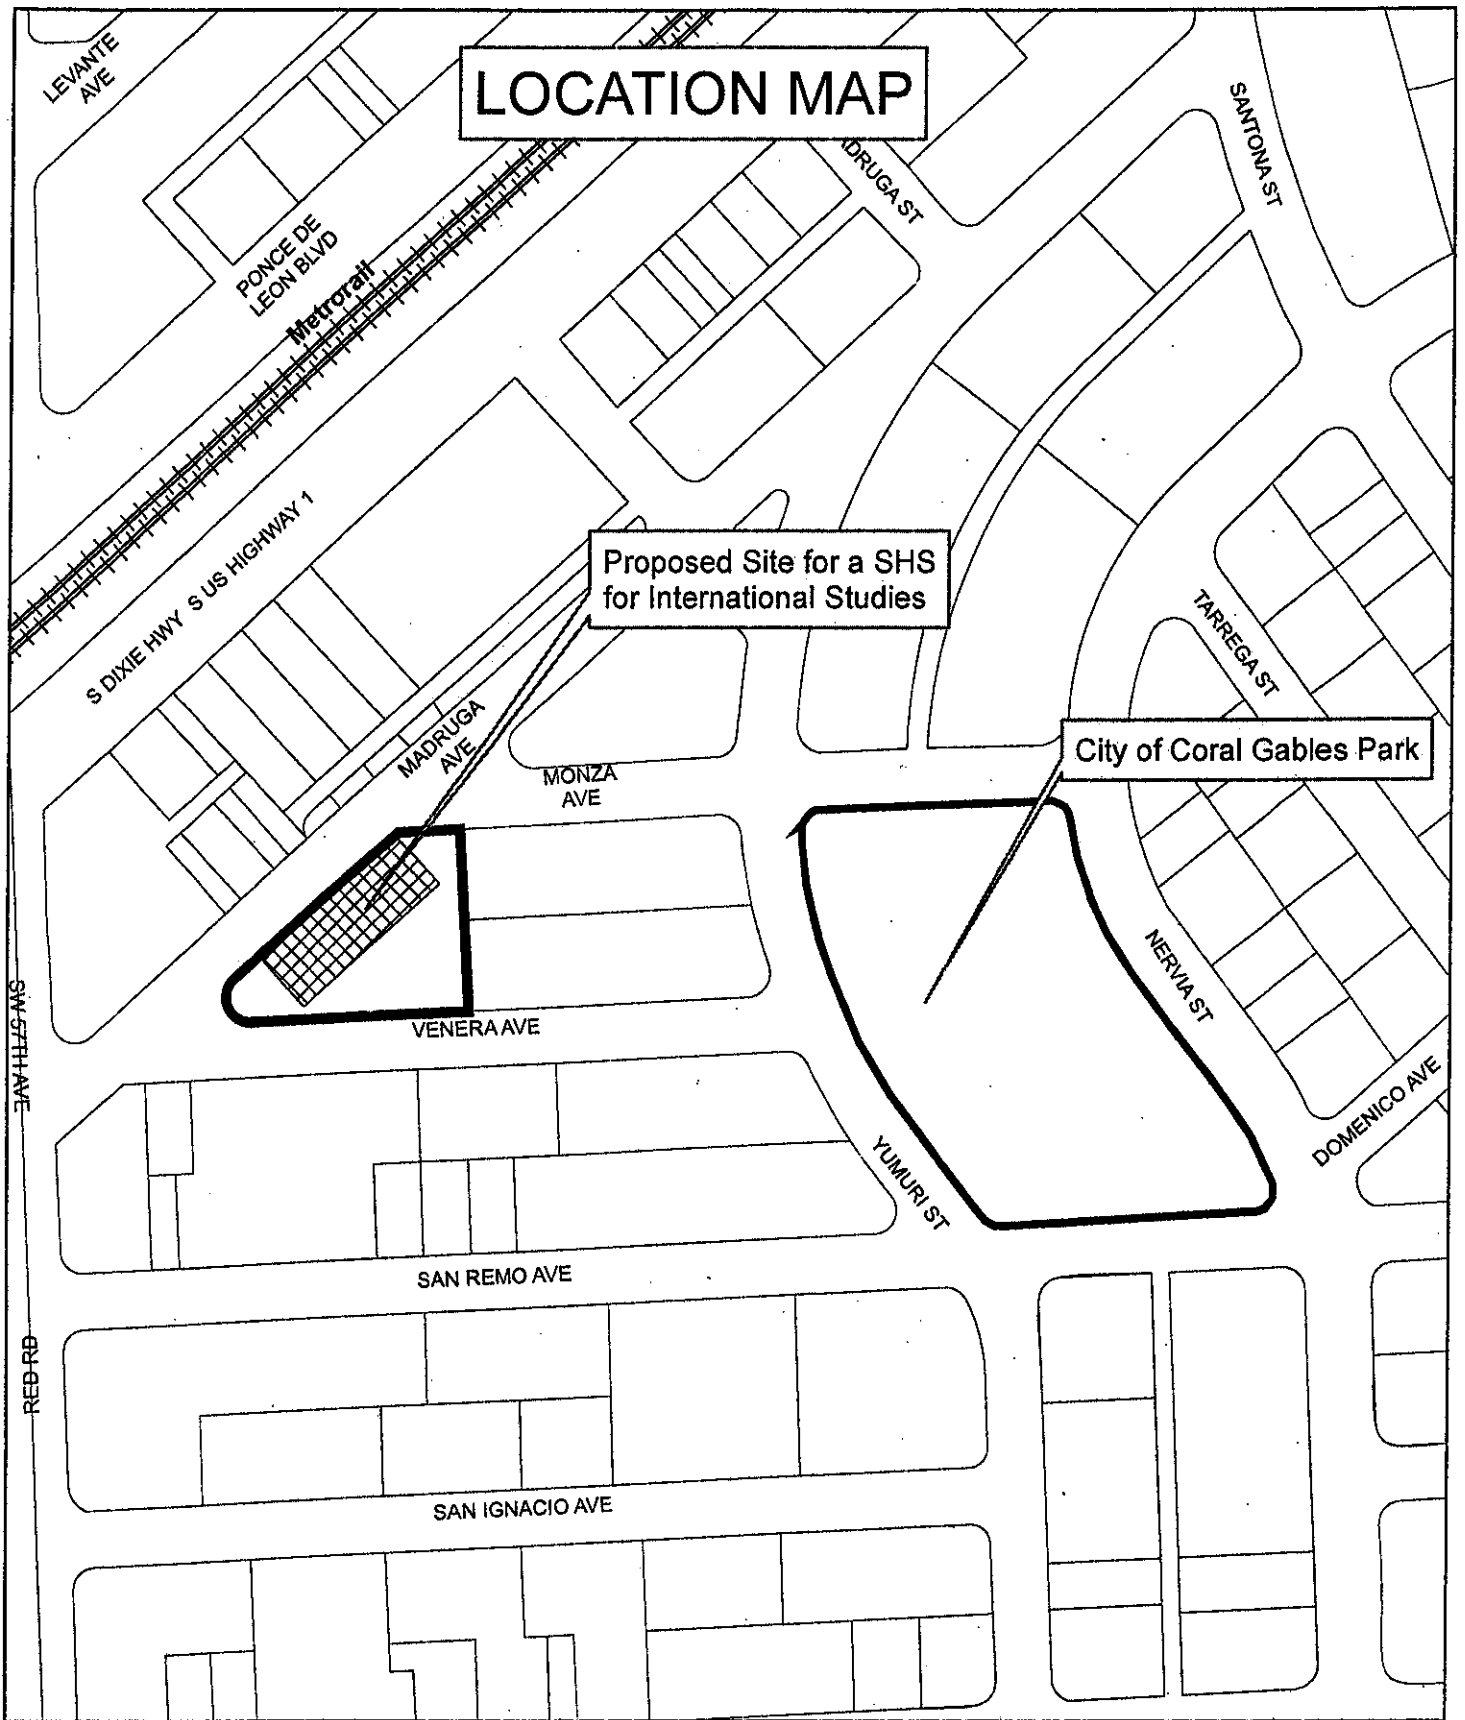 LOCATION MAP
LEVANTE
AVE
SANTONA ST
DRUGA ST
PONCE DE
LEON BLVD
Metrorail
S DIXIE HWY S US HIGHWAY 1
Proposed Site for a SHS
for International Studies
TARREGA ST
MADRUGA
AVE
City of Coral Gables Park
MONZA
AVE
NERVIA ST
SW 57TH AVE
VENERA AVE
DOMENICO AVE
YUMURI ST
SAN REMO AVE
RED RD
SAN IGNACIO AVE